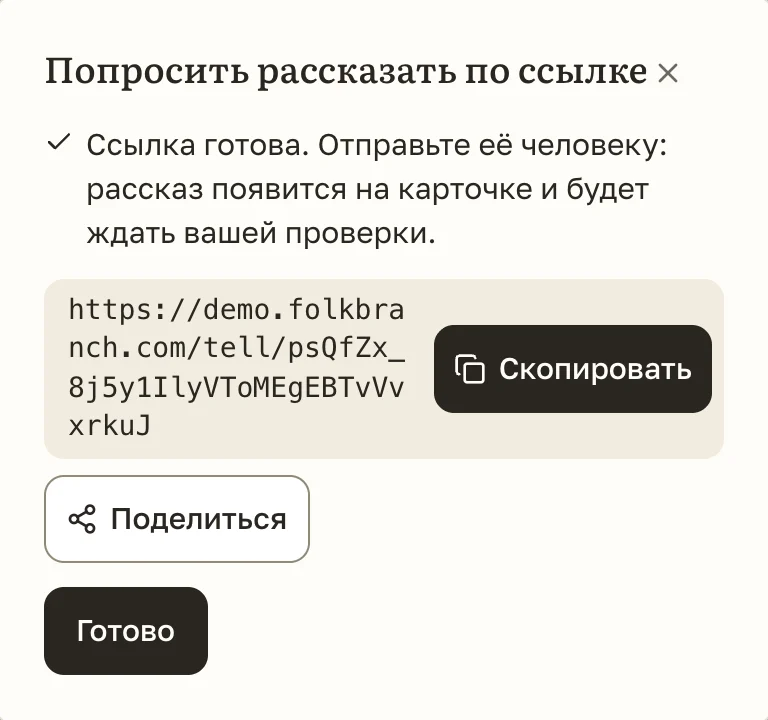 Попросить рассказать по ссылке
Ссылка готова. Отправьте её человеку:
рассказ появится на карточке и будет
ждать вашей проверки.
https://demo.folkbra
nch.com/tell/psQfZx_
8j5y1IlyVToMEgEBTvVv
xrkuJ
Скопировать
Поделиться
Готово